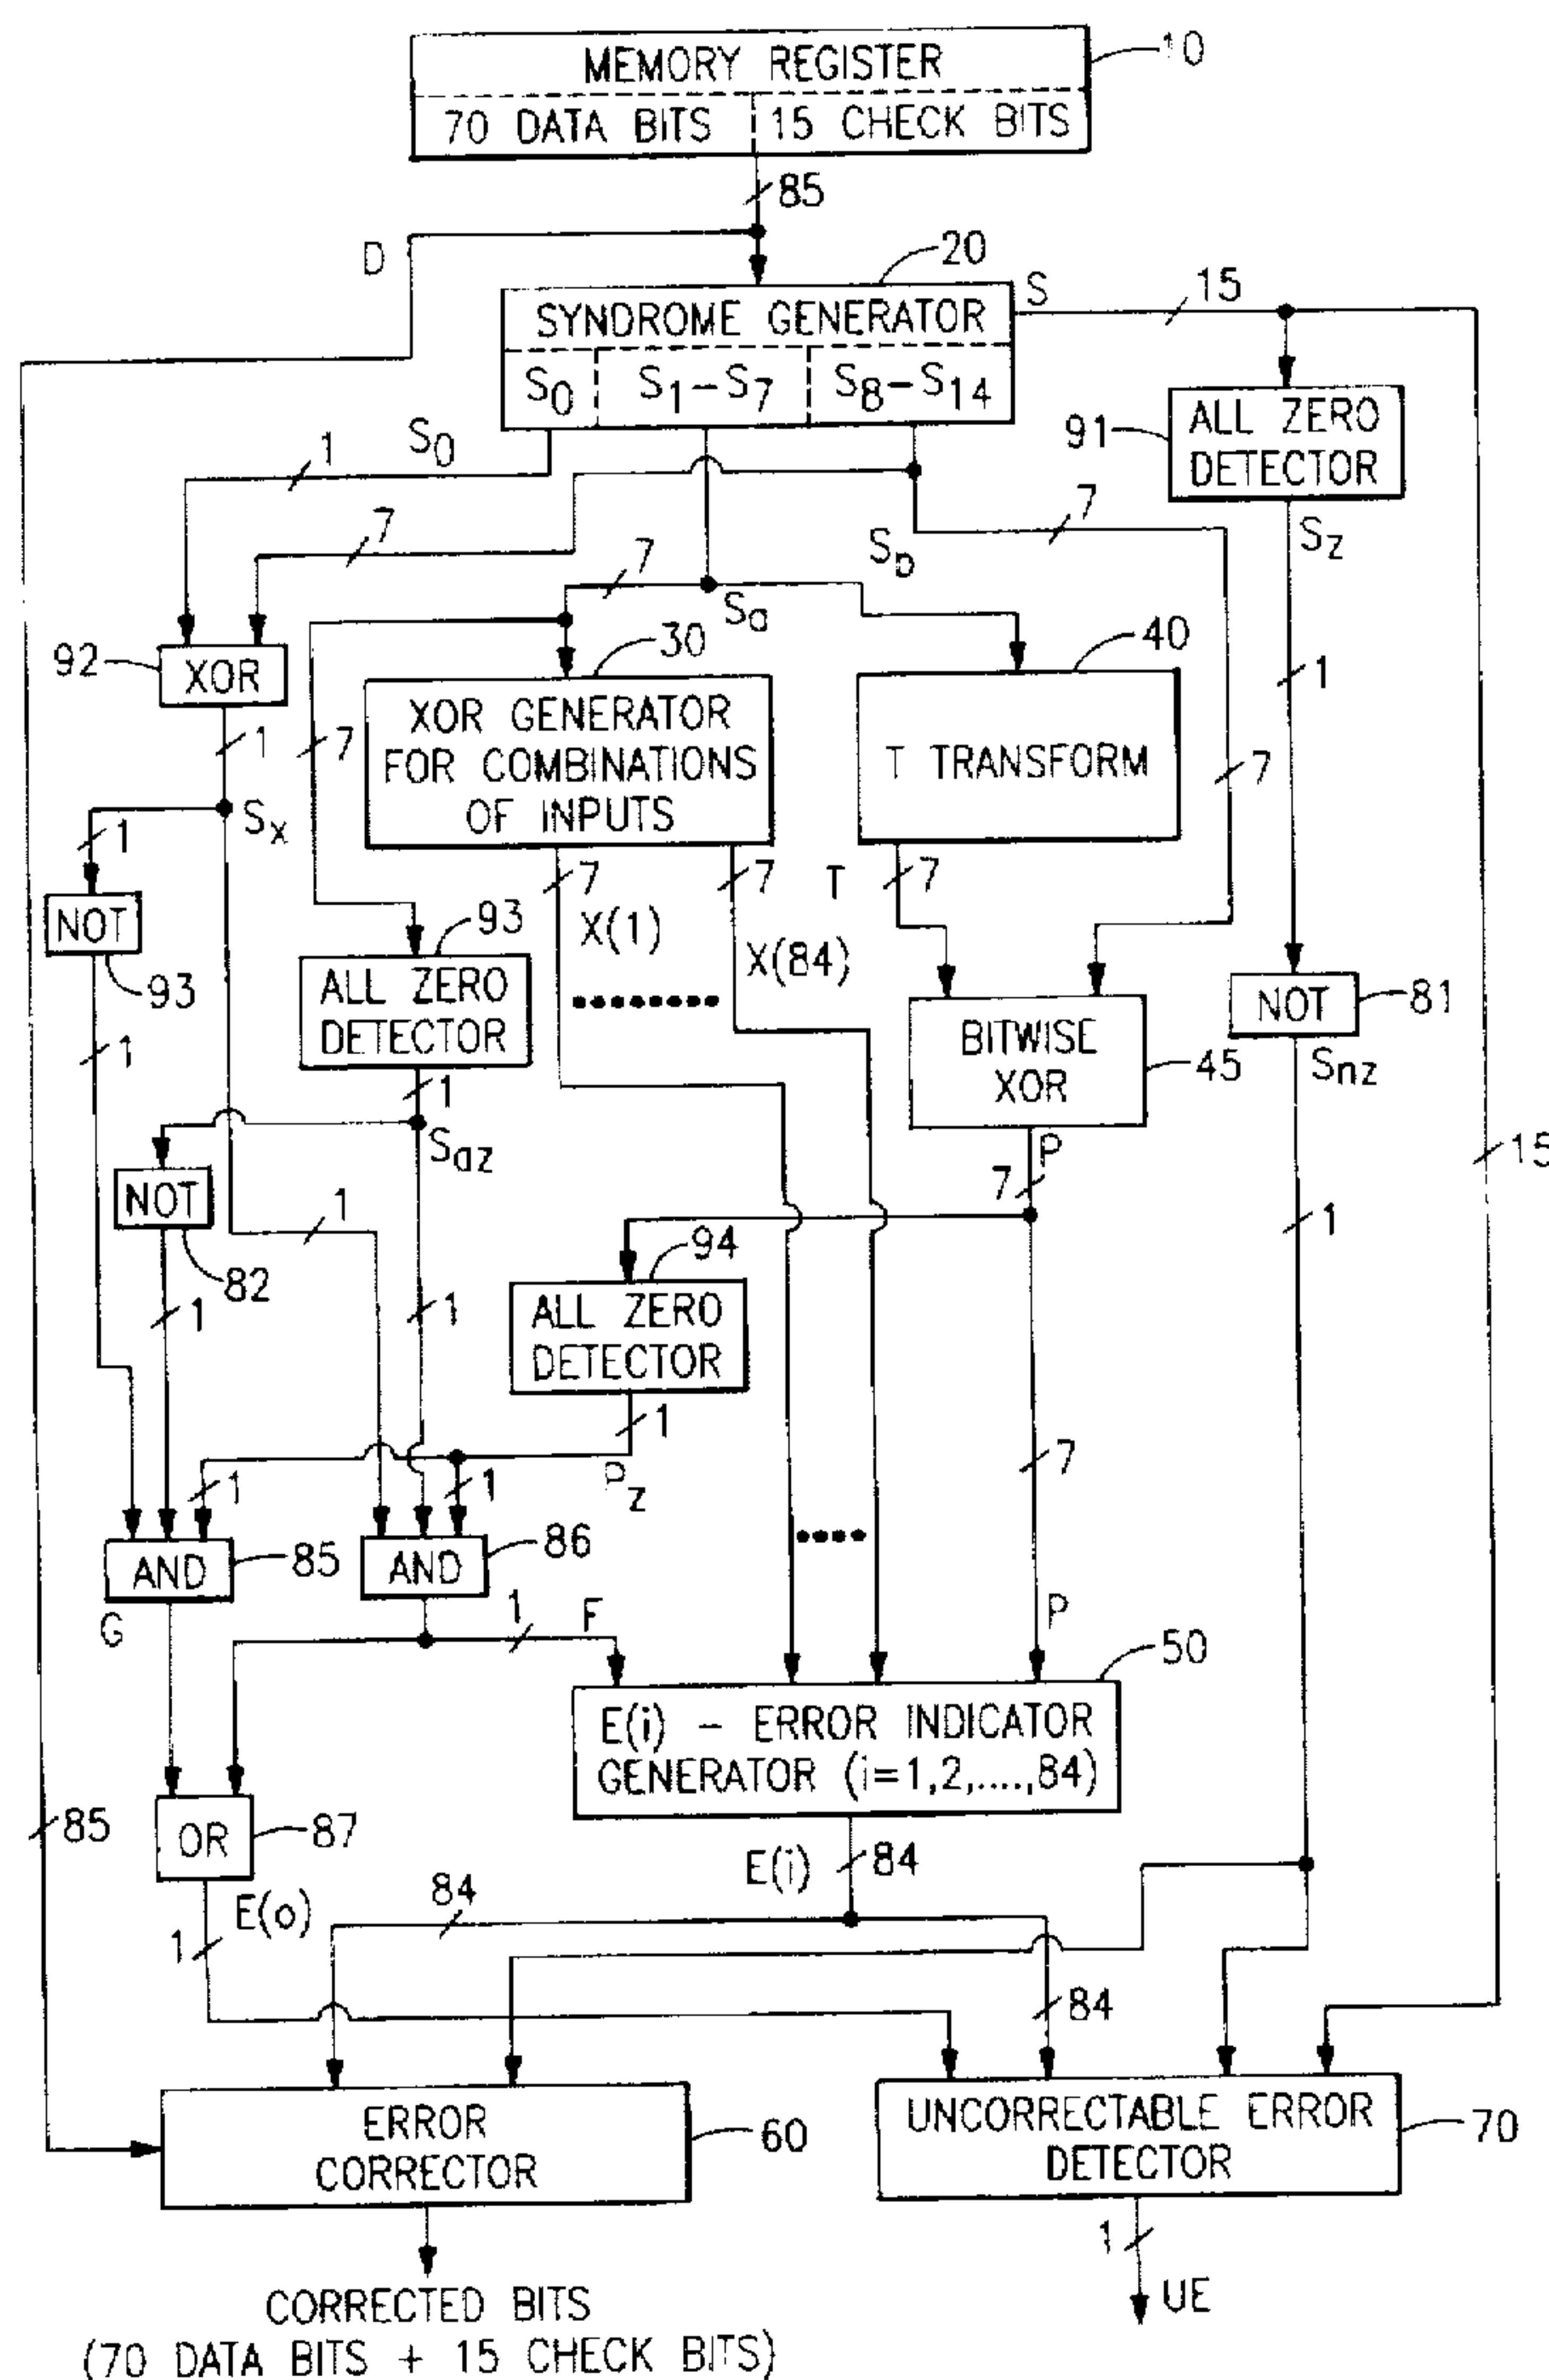 MEMORY REGISTER
10
70 DATA BITS
15 CHECK BITS
85
D
20
SYNDROME GENERATOR
S
15
S0
S1-S7
S8-S14
91
ALL ZERO
DETECTOR
1
S0
7
7
7
Sb
Sz
Sa
92
XOR
30
40
1
XOR GENERATOR
FOR COMBINATIONS
OF INPUTS
T TRANSFORM
1
7
7
1
Sx
7
7
T
7
NOT
93
93
X(1)
X(84)
ALL ZERO
DETECTOR
NOT
81
BITWISE
XOR
45
Snz
1
1
Saz
P
15
NOT
7
1
1
82
94
1
1
ALL ZERO
DETECTOR
1
7
1
Pz
1
AND
85
AND
86
G
1
F
P
50
E(i) - ERROR INDICATOR
GENERATOR (i=1,2,....,84)
85
OR
87
E(i)
84
84
E(o)
1
84
ERROR
CORRECTOR
60
UNCORRECTABLE ERROR
DETECTOR
70
1
UE
CORRECTED BITS
(70 DATA BITS + 15 CHECK BITS)